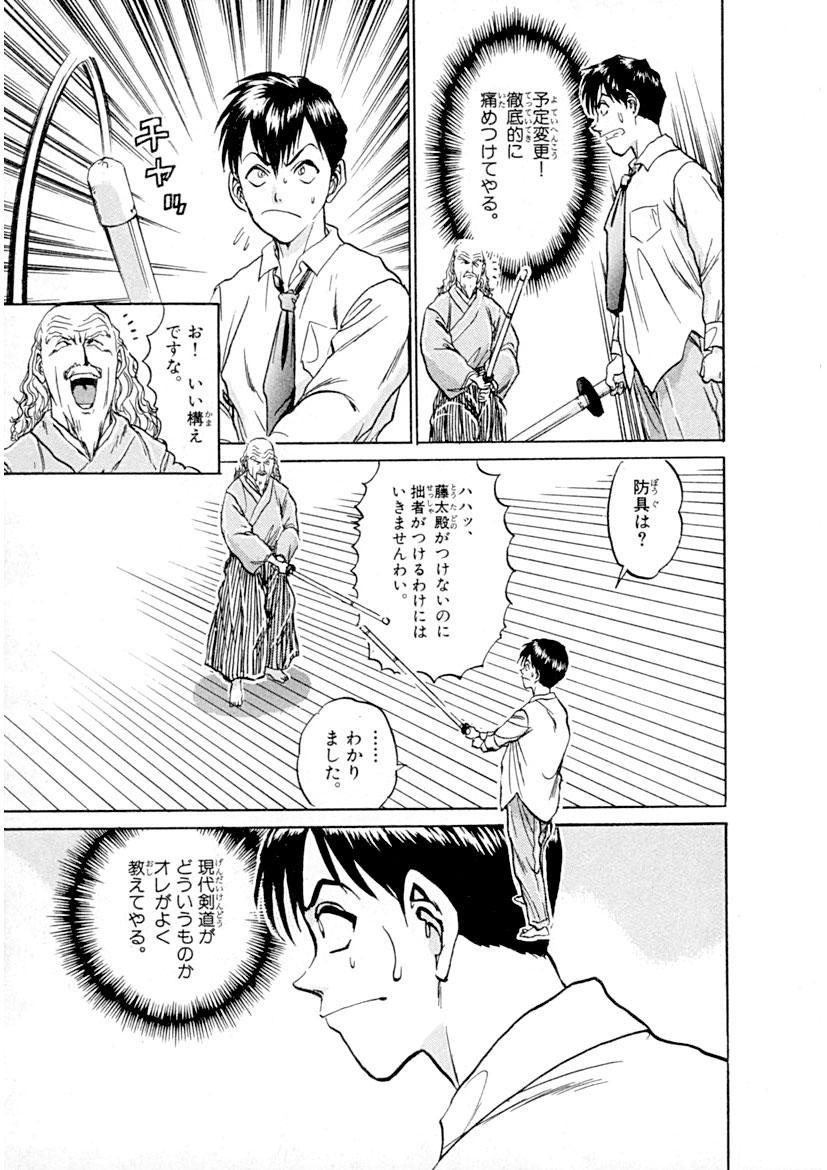 予定変更！
徹底的に
痛めつけてやる。
チャッ
お！いい構え
ですな。
防具は？
ハハッ、
藤太殿がつけないのに
拙者がつけるわけには
いきませんわい。
……
わかり
ました。
現代剣道が
どういうものか
オレがよく
教えてやる。